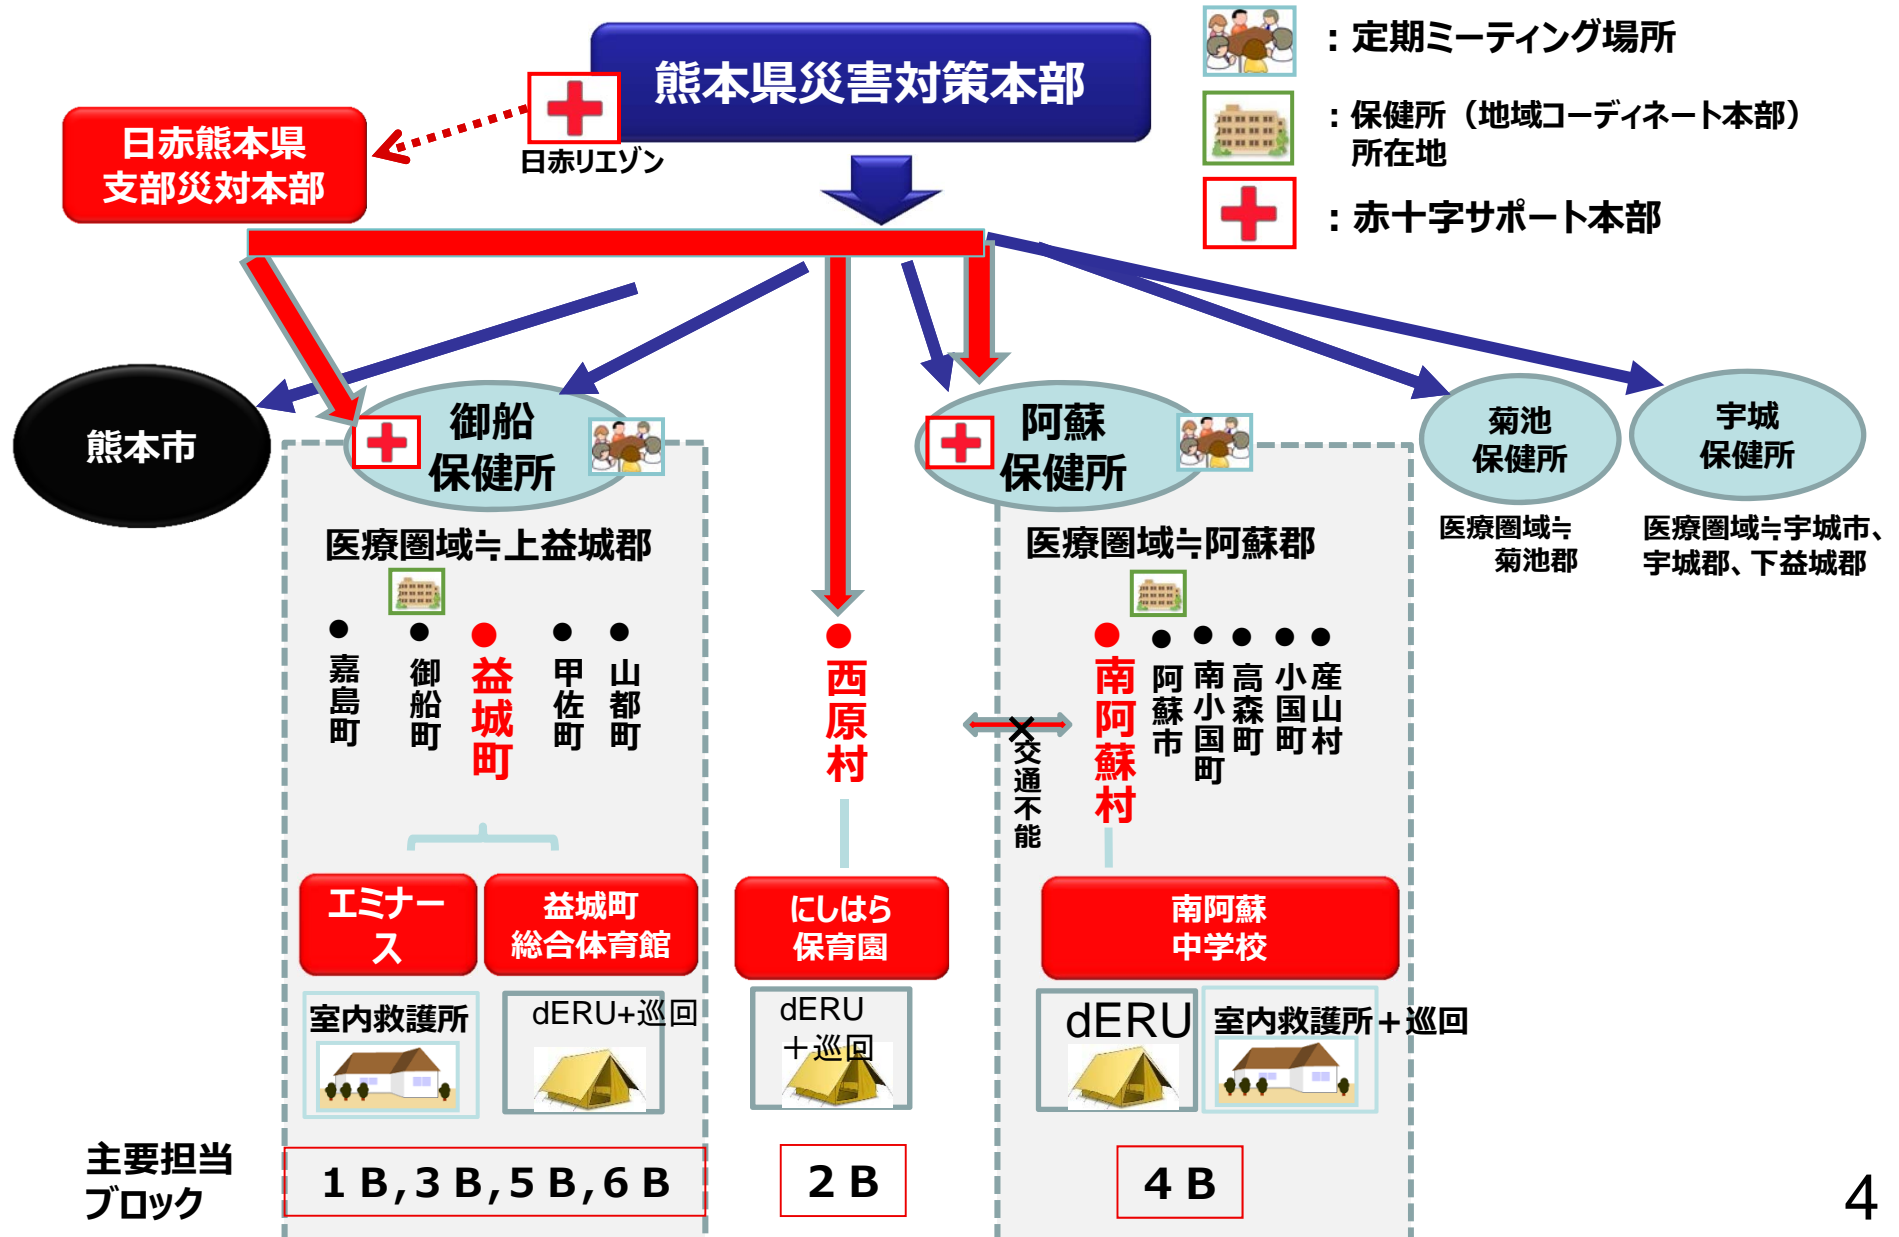 熊本県災害対策本部
：定期ミーティング場所
：保健所（地域コーディネート本部）
所在地
：赤十字サポート本部
日赤熊本県
支部災対本部
日赤リエゾン
熊本市
御船
保健所
阿蘇
保健所
菊池
保健所
宇城
保健所
医療圏域≒上益城郡
医療圏域≒阿蘇郡
医療圏域≒
菊池郡
医療圏域≒宇城市、
宇城郡、下益城郡
●嘉島町
●御船町
●益城町
●甲佐町
●山都町
●西原村
×交通不能
●南阿蘇村
●阿蘇市
●南小国町
●高森町
●小国町
●産山村
エミナー
ス
益城町
総合体育館
にしはら
保育園
南阿蘇
中学校
室内救護所
dERU+巡回
dERU
＋巡回
dERU
室内救護所＋巡回
主要担当
ブロック
１Ｂ,３Ｂ,５Ｂ,６Ｂ
２Ｂ
４Ｂ
4